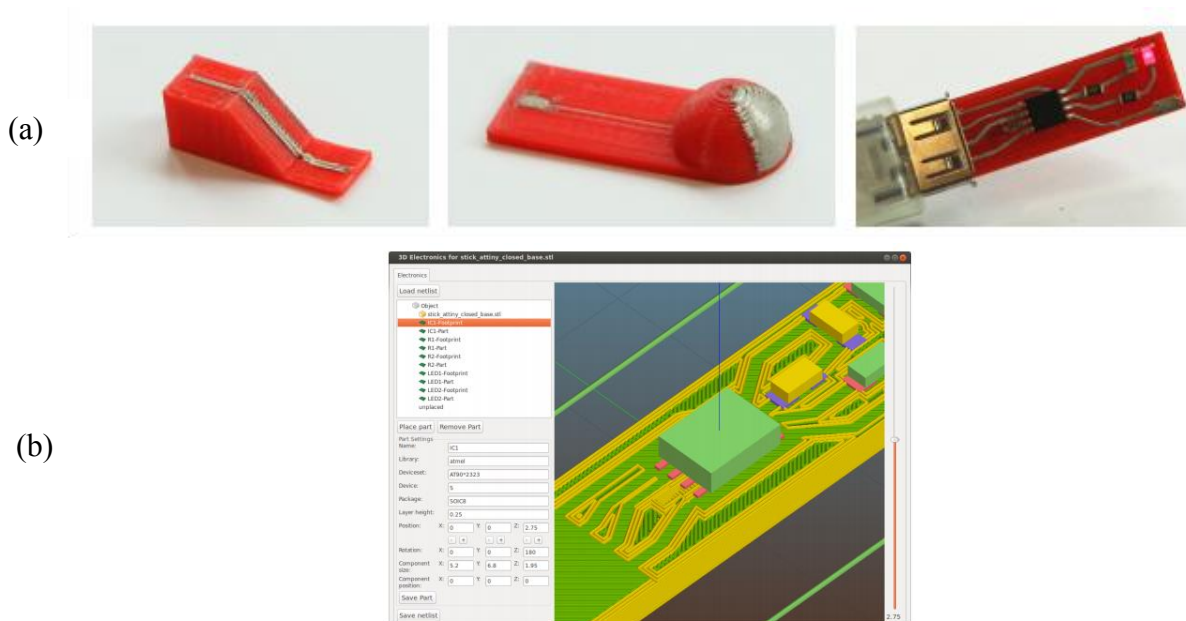 (a)
(b)
3D Electronics for stick_attiny_closed_base.stl
Electronics
Load netlist
Object
stick_attiny_closed_base.stl
IC1-Footprint
IC1-Part
R1-Footprint
R1-Part
R2-Footprint
R2-Part
LED1-Footprint
LED1-Part
LED2-Footprint
LED2-Part
unplaced
Place part Remove Part
Part Settings
Name: IC1
Library: atmel
Deviceset: AT90*2323
Device: S
Package: SOIC8
Layer height: 0.25
Position: X: 0 Y: 0 Z: 2.75
- + - + - +
Rotation: X: 0 Y: 0 Z: 180
Component size: X: 5.2 Y: 6.8 Z: 1.95
Component position: X: 0 Y: 0 Z: 0
Save Part
Save netlist
2.75